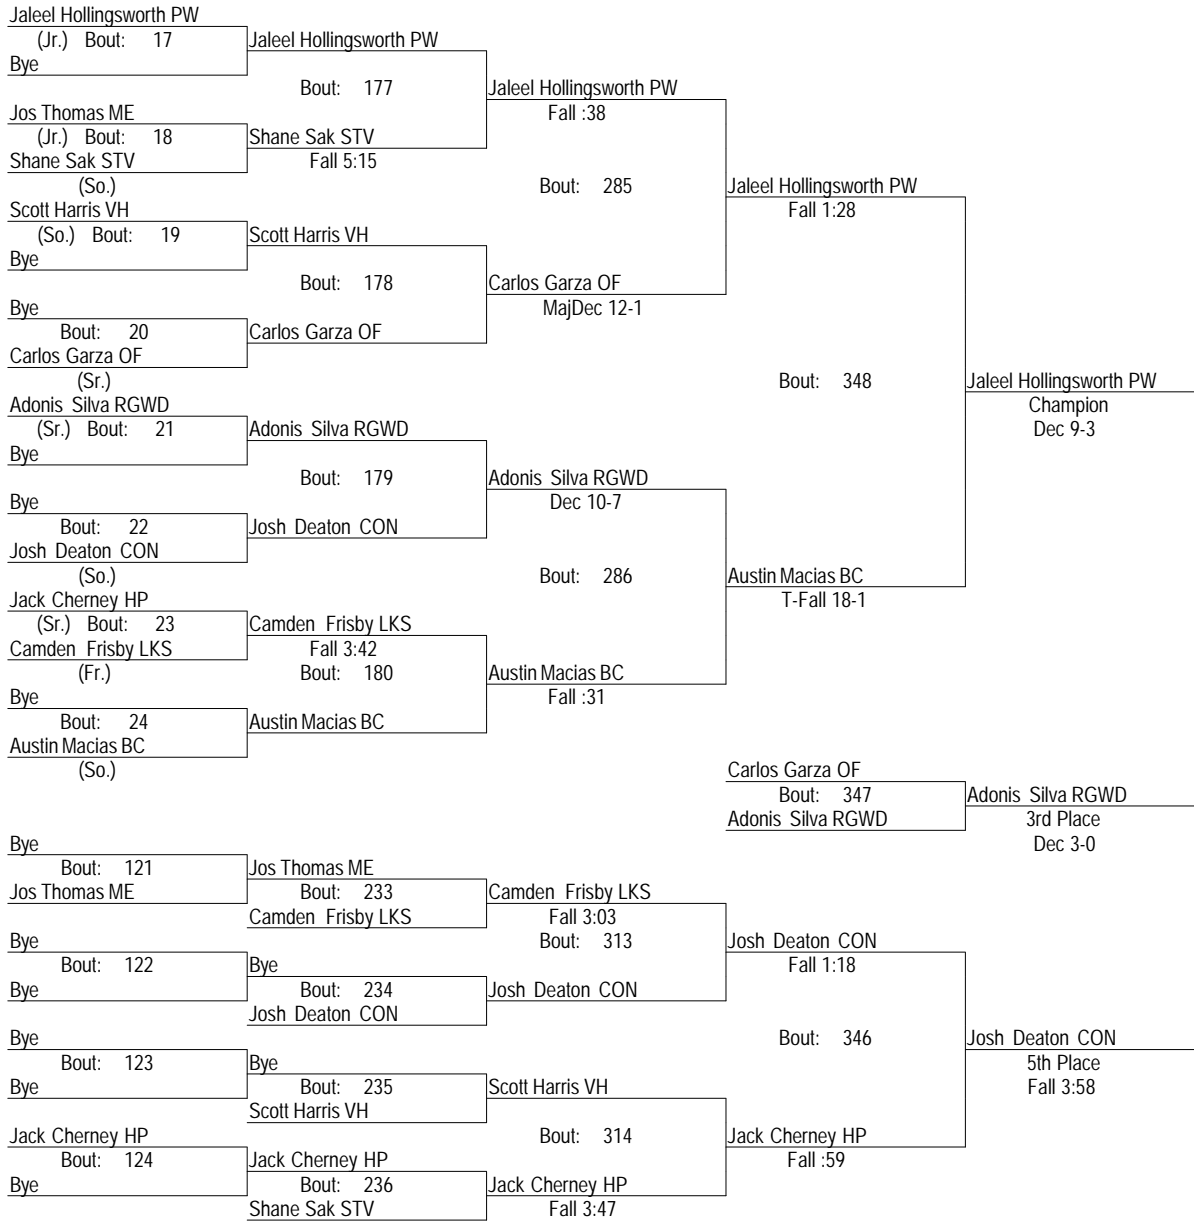 Jaleel Hollingsworth PW
(Jr.) Bout: 17 Jaleel Hollingsworth PW
Bye
Bout: 177 Jaleel Hollingsworth PW
Jos Thomas ME Fall :38
(Jr.) Bout: 18 Shane Sak STV
Shane Sak STV Fall 5:15
(So.) Bout: 285 Jaleel Hollingsworth PW
Scott Harris VH Fall 1:28
(So.) Bout: 19 Scott Harris VH
Bye
Bout: 178 Carlos Garza OF
Bye MajDec 12-1
Bout: 20 Carlos Garza OF
Carlos Garza OF
(Sr.) Bout: 348 Jaleel Hollingsworth PW
Adonis Silva RGWD Champion
(Sr.) Bout: 21 Adonis Silva RGWD Dec 9-3
Bye
Bout: 179 Adonis Silva RGWD
Bye Dec 10-7
Bout: 22 Josh Deaton CON
Josh Deaton CON
(So.) Bout: 286 Austin Macias BC
Jack Cherney HP T-Fall 18-1
(Sr.) Bout: 23 Camden Frisby LKS
Camden Frisby LKS Fall 3:42
(Fr.) Bout: 180 Austin Macias BC
Bye Fall :31
Bout: 24 Austin Macias BC
Austin Macias BC
(So.) Carlos Garza OF
Bout: 347 Adonis Silva RGWD
Adonis Silva RGWD 3rd Place
Bye Dec 3-0
Bout: 121 Jos Thomas ME
Jos Thomas ME Bout: 233 Camden Frisby LKS
Camden Frisby LKS Fall 3:03
Bye Bout: 313 Josh Deaton CON
Bout: 122 Bye Fall 1:18
Bye Bout: 234 Josh Deaton CON
Josh Deaton CON
Bye Bout: 346 Josh Deaton CON
Bout: 123 Bye 5th Place
Bye Bout: 235 Scott Harris VH Fall 3:58
Scott Harris VH
Jack Cherney HP Bout: 314 Jack Cherney HP
Bout: 124 Jack Cherney HP Fall :59
Bye Bout: 236 Jack Cherney HP
Shane Sak STV Fall 3:47